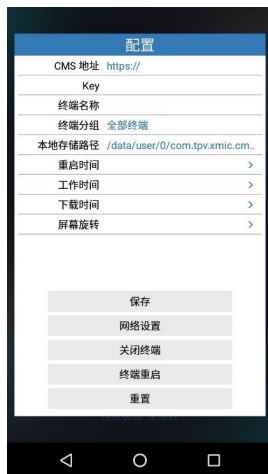 配置
CMS 地址 https://
Key
终端名称
终端分组 全部终端
本地存储路径 /data/user/0/com.tpv.xmic.cm..
重启时间 >
工作时间 >
下载时间 >
屏幕旋转 >
保存
网络设置
关闭终端
终端重启
重置